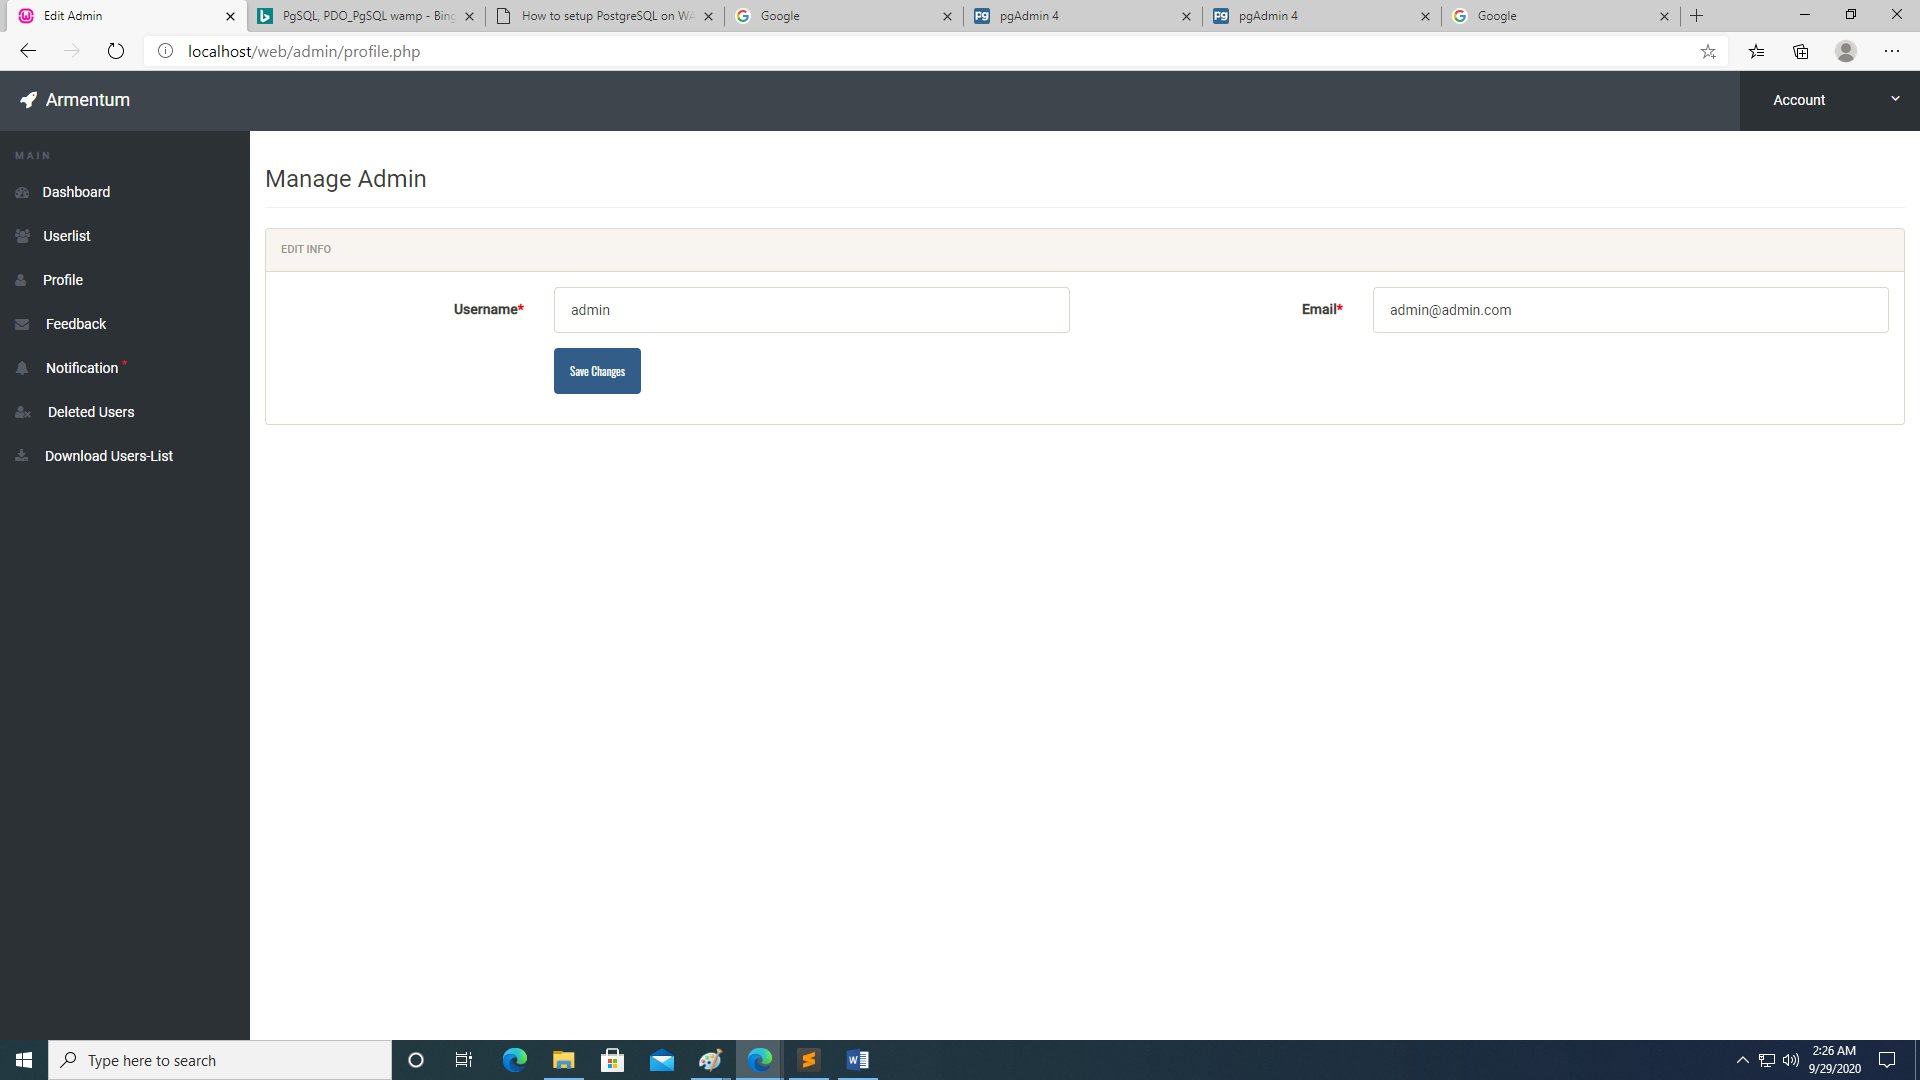 Edit Admin
PgSQL, PDO_PgSQL wamp - Bing
How to setup PostgreSQL on WA
Google
pgAdmin 4
pgAdmin 4
Google
localhost/web/admin/profile.php
Armentum
Account
MAIN
Dashboard
Userlist
Profile
Feedback
Notification *
Deleted Users
Download Users-List
Manage Admin
EDIT INFO
Username*
admin
Email*
admin@admin.com
Save Changes
Type here to search
2:26 AM
9/29/2020